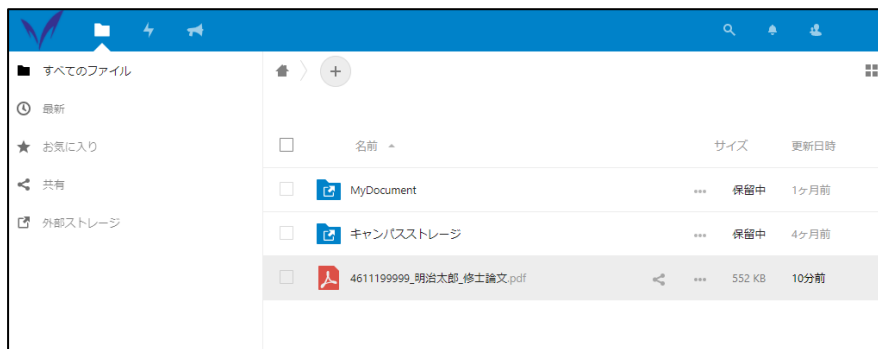 すべてのファイル
最新
お気に入り
共有
外部ストレージ
名前 サイズ 更新日時
MyDocument 保留中 1ヶ月前
キャンパスストレージ 保留中 4ヶ月前
4611199999_明治太郎_修士論文.pdf 552 KB 10分前